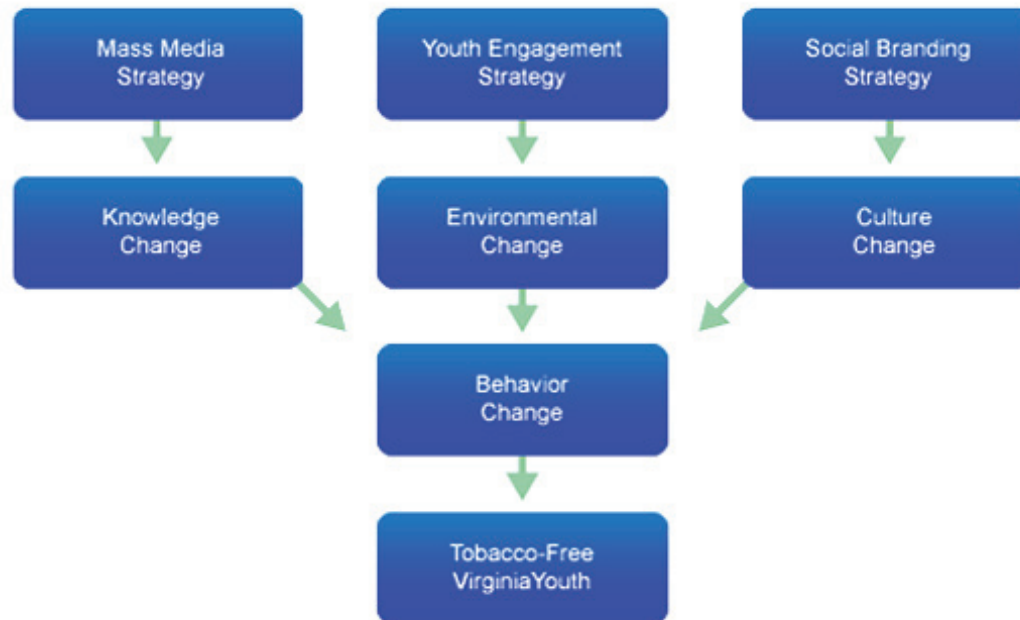 Mass Media
Strategy
Youth Engagement
Strategy
Social Branding
Strategy
Knowledge
Change
Environmental
Change
Culture
Change
Behavior
Change
Tobacco-Free
VirginiaYouth